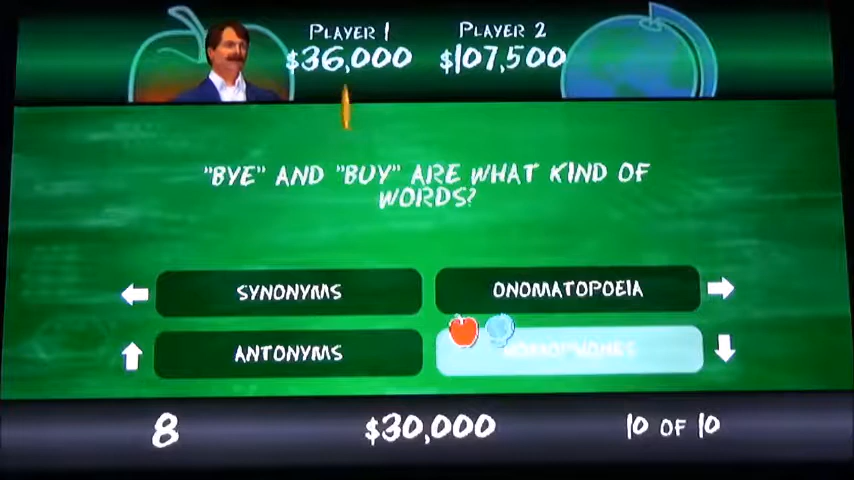 PLAYER 1
$36,000
PLAYER 2
$107,500
"BYE" AND "BUY" ARE WHAT KIND OF
WORDS?
SYNONYMS
ONOMATOPOEIA
ANTONYMS
HOMOPHONES
8
$30,000
10 OF 10